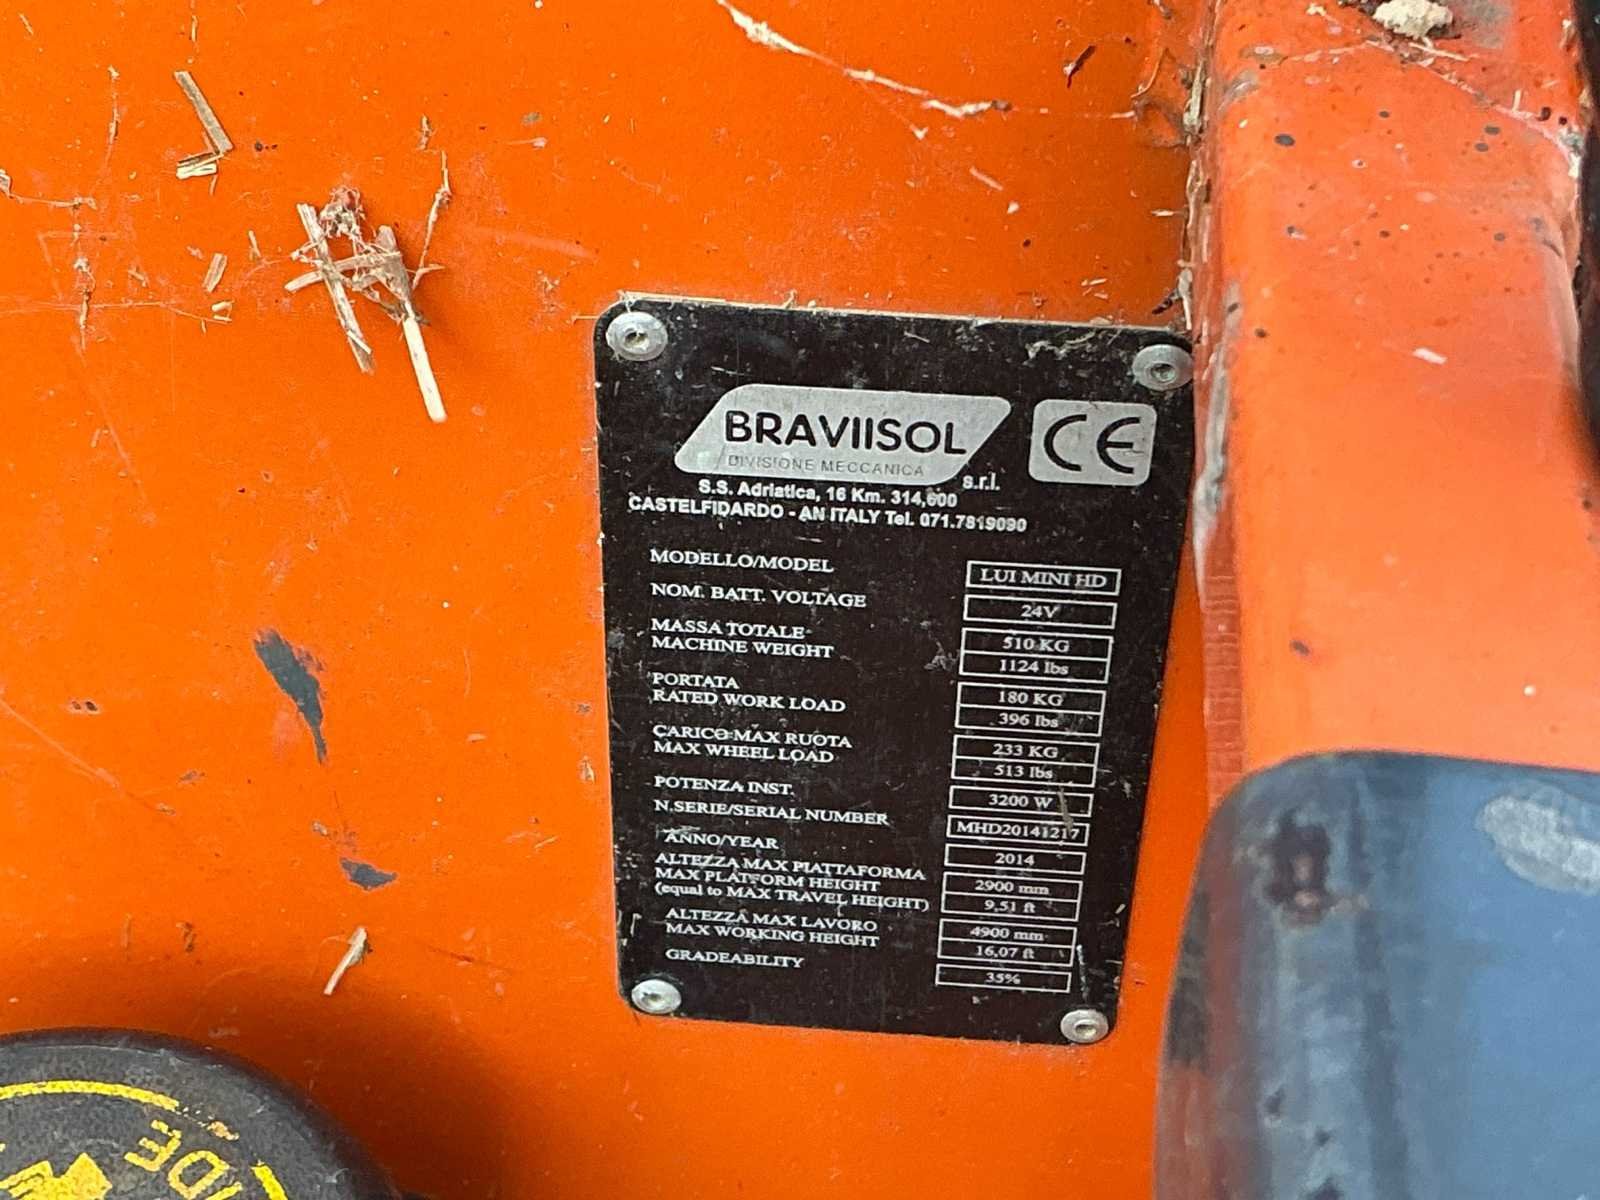 BRAVIISOL
DIVISIONE MECCANICA
s.r.l.
CE
S.S. Adriatica, 16 Km. 314,600
CASTELFIDARDO - AN ITALY Tel. 071.7819090
MODELLO/MODEL LUI MINI HD
NOM. BATT. VOLTAGE 24V
MASSA TOTALE 510 KG
MACHINE WEIGHT 1124 lbs
PORTATA 180 KG
RATED WORK LOAD 396 lbs
CARICO MAX RUOTA 233 KG
MAX WHEEL LOAD 513 lbs
POTENZA INST. 3200 W
N.SERIE/SERIAL NUMBER MHD20141217
ANNO/YEAR 2014
ALTEZZA MAX PIATTAFORMA 2900 mm
MAX PLATFORM HEIGHT 9,51 ft
(equal to MAX TRAVEL HEIGHT)
ALTEZZA MAX LAVORO 4900 mm
MAX WORKING HEIGHT 16,07 ft
GRADEABILITY 35%